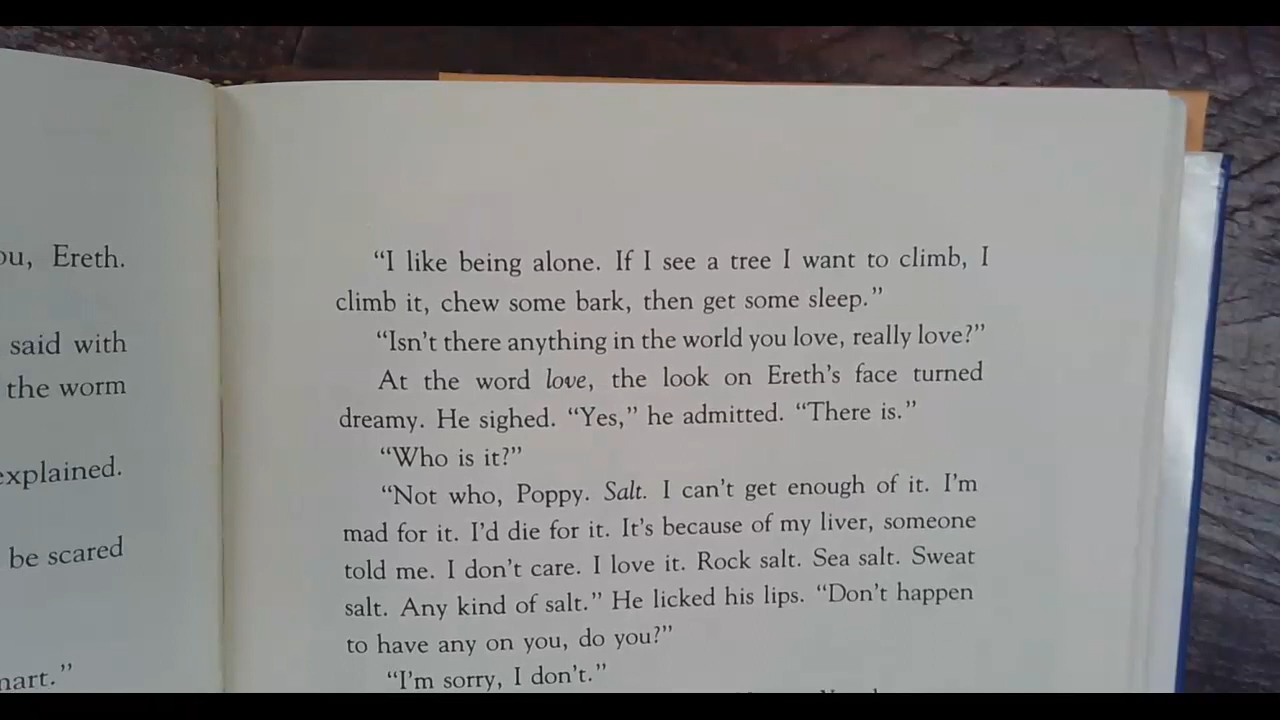 Ereth.
said with
the worm
explained.
be scared
“I like being alone. If I see a tree I want to climb, I
climb it, chew some bark, then get some sleep.”
“Isn't there anything in the world you love, really love?”
At the word love, the look on Ereth's face turned
dreamy. He sighed. “Yes,” he admitted. “There is.”
“Who is it?”
“Not who, Poppy. Salt. I can't get enough of it. I'm
mad for it. I'd die for it. It's because of my liver, someone
told me. I don't care. I love it. Rock salt. Sea salt. Sweat
salt. Any kind of salt.” He licked his lips. “Don't happen
to have any on you, do you?”
“I'm sorry, I don't.”